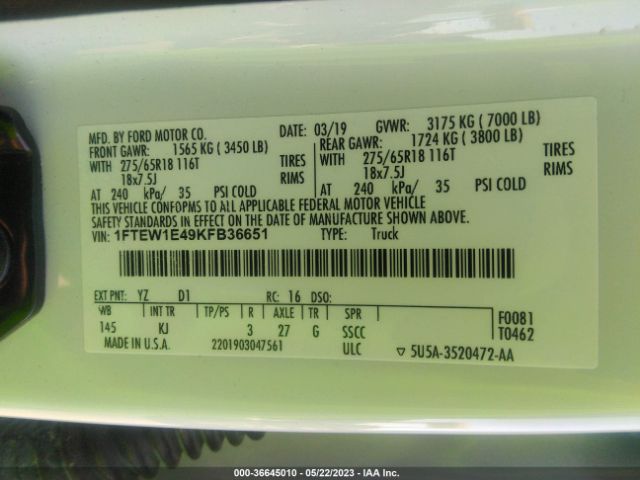 MFD. BY FORD MOTOR CO. DATE: 03/19 GVWR: 3175 KG ( 7000 LB)
FRONT GAWR: 1565 KG ( 3450 LB) REAR GAWR: 1724 KG ( 3800 LB)
WITH 275/65R18 116T TIRES WITH 275/65R18 116T TIRES
18x7.5J RIMS 18x7.5J RIMS
AT 240 kPa/ 35 PSI COLD AT 240 kPa/ 35 PSI COLD
THIS VEHICLE CONFORMS TO ALL APPLICABLE FEDERAL MOTOR VEHICLE
SAFETY STANDARDS IN EFFECT ON THE DATE OF MANUFACTURE SHOWN ABOVE.
VIN: 1FTEW1E49KFB36651 TYPE: Truck
EXT PNT: YZ D1 RC: 16 DSO:
WB INT TR TP/PS R AXLE TR SPR F0081
145 KJ 3 27 G SSCC T0462
MADE IN U.S.A. 2201903047561 ULC ▽ 5U5A-3520472-AA
000-36645010 - 05/22/2023 - IAA Inc.